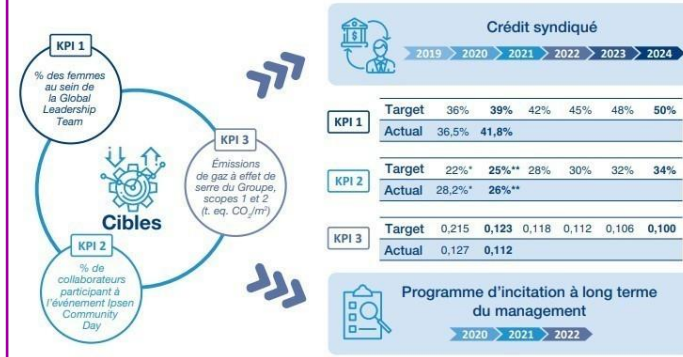 KPI 1
% des femmes
au sein de
la Global
Leadership
Team
KPI 3
Émissions
de gaz à effet de
serre du Groupe,
scopes 1 et 2
(t. eq. CO₂/m²)
Cibles
KPI 2
% de
collaborateurs
participant à
l'événement Ipsen
Community
Day
Crédit syndiqué
2019 2020 2021 2022 2023 2024
KPI 1
Target 36% 39% 42% 45% 48% 50%
Actual 36,5% 41,8%
KPI 2
Target 22%* 25%** 28% 30% 32% 34%
Actual 28,2%* 26%**
KPI 3
Target 0,215 0,123 0,118 0,112 0,106 0,100
Actual 0,127 0,112
Programme d'incitation à long terme
du management
2020 2021 2022